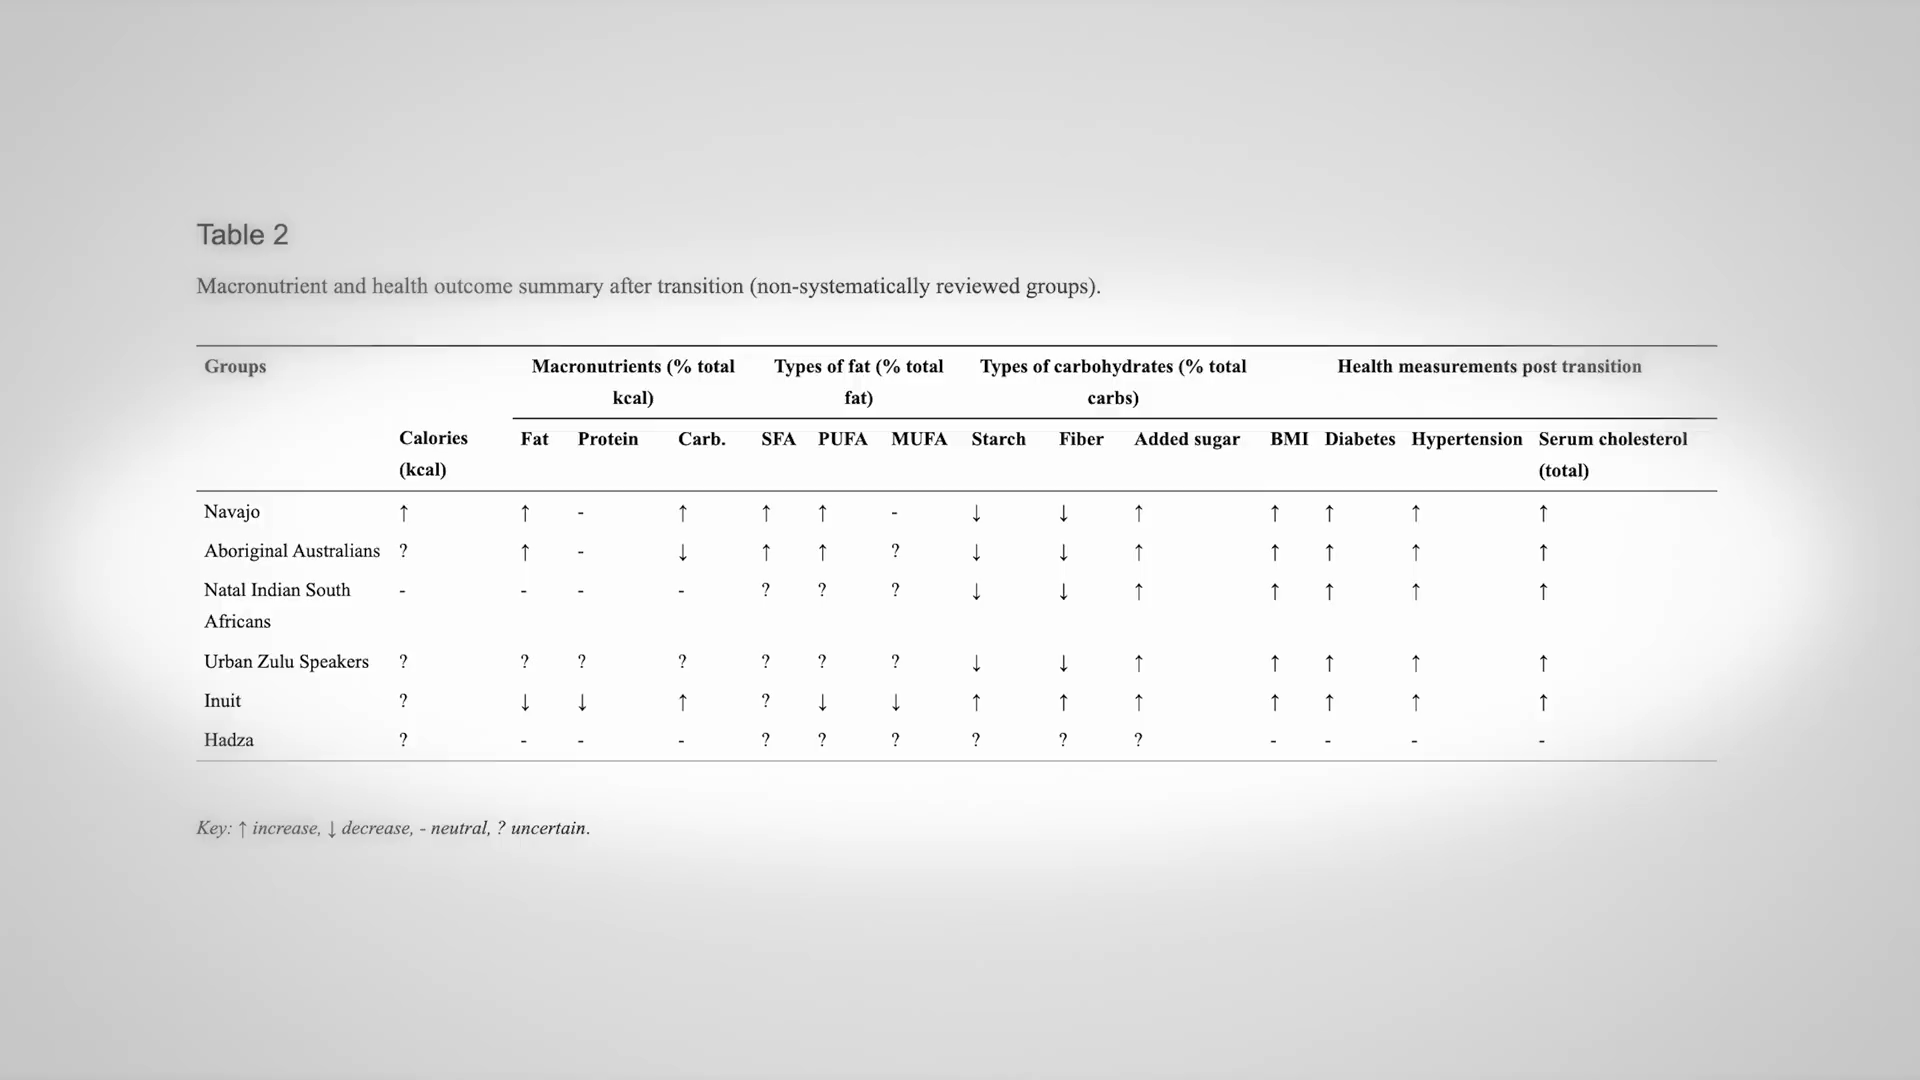 Table 2
Macronutrient and health outcome summary after transition (non-systematically reviewed groups).
Groups Macronutrients (% total kcal) Types of fat (% total fat) Types of carbohydrates (% total carbs) Health measurements post transition
Calories (kcal) Fat Protein Carb. SFA PUFA MUFA Starch Fiber Added sugar BMI Diabetes Hypertension Serum cholesterol (total)
Navajo ↑ ↑ - ↑ ↑ ↑ - ↓ ↓ ↑ ↑ ↑ ↑ ↑
Aboriginal Australians ? ↑ - ↓ ↑ ↑ ? ↓ ↓ ↑ ↑ ↑ ↑ ↑
Natal Indian South Africans - - - - ? ? ? ↓ ↓ ↑ ↑ ↑ ↑ ↑
Urban Zulu Speakers ? ? ? ? ? ? ? ↓ ↓ ↑ ↑ ↑ ↑ ↑
Inuit ? ↓ ↓ ↑ ? ↓ ↓ ↑ ↑ ↑ ↑ ↑ ↑ ↑
Hadza ? - - - ? ? ? ? ? ? - - - -
Key: ↑ increase, ↓ decrease, - neutral, ? uncertain.